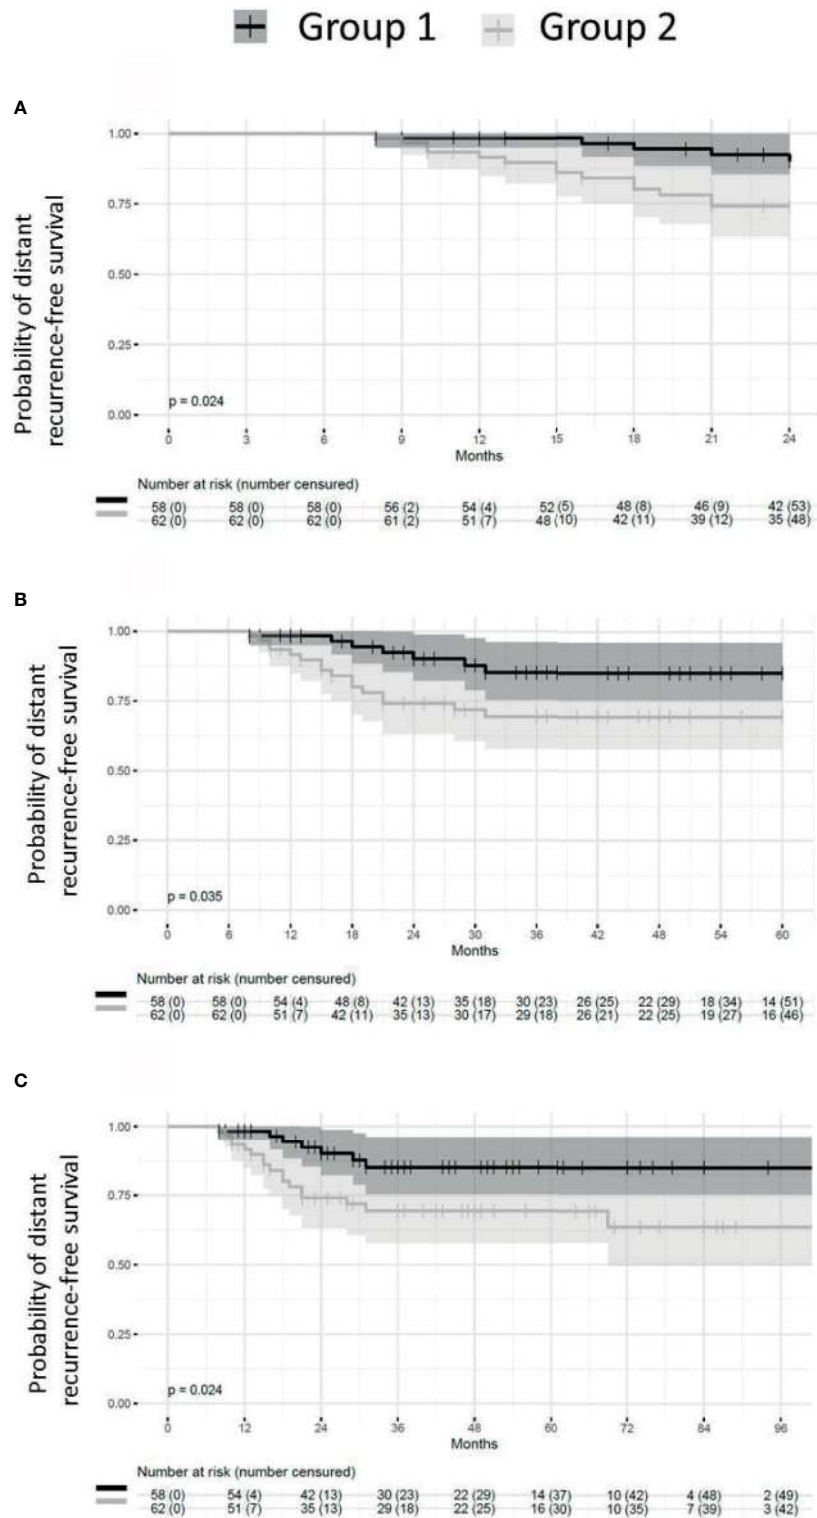 Group 1 Group 2
A
Probability of distant
recurrence-free survival
1.00
0.75
0.50
0.25
0.00
p = 0.024
0 3 6 9 12 15 18 21 24
Months
Number at risk (number censured)
58 (0) 58 (0) 58 (0) 56 (2) 54 (4) 52 (5) 48 (8) 46 (9) 42 (53)
62 (0) 62 (0) 62 (0) 61 (2) 51 (7) 48 (10) 42 (11) 39 (12) 35 (48)
B
Probability of distant
recurrence-free survival
1.00
0.75
0.50
0.25
0.00
p = 0.035
0 6 12 18 24 30 36 42 48 54 60
Months
Number at risk (number censured)
58 (0) 58 (0) 54 (4) 48 (8) 42 (13) 35 (18) 30 (23) 26 (25) 22 (29) 18 (34) 14 (51)
62 (0) 62 (0) 51 (7) 42 (11) 35 (13) 30 (17) 29 (18) 26 (21) 22 (25) 19 (27) 16 (46)
C
Probability of distant
recurrence-free survival
1.00
0.75
0.50
0.25
0.00
p = 0.024
0 12 24 36 48 60 72 84 96
Months
Number at risk (number censured)
58 (0) 54 (4) 42 (13) 30 (23) 22 (29) 14 (37) 10 (42) 4 (48) 2 (49)
62 (0) 51 (7) 35 (13) 29 (18) 22 (25) 16 (30) 10 (35) 7 (39) 3 (42)